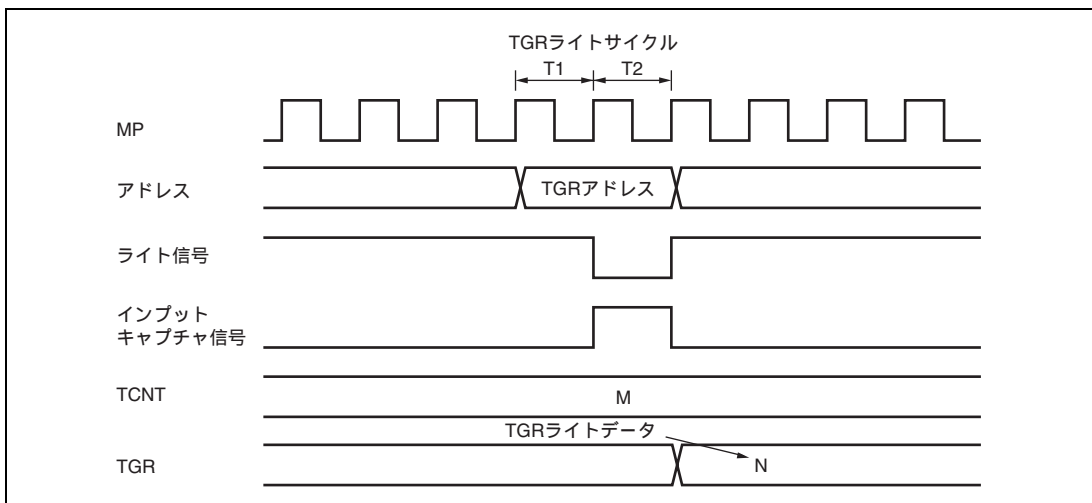 TGRライトサイクル
T1 T2
MP
アドレス TGRアドレス
ライト信号
インプット
キャプチャ信号
TCNT M
TGRライトデータ
TGR N